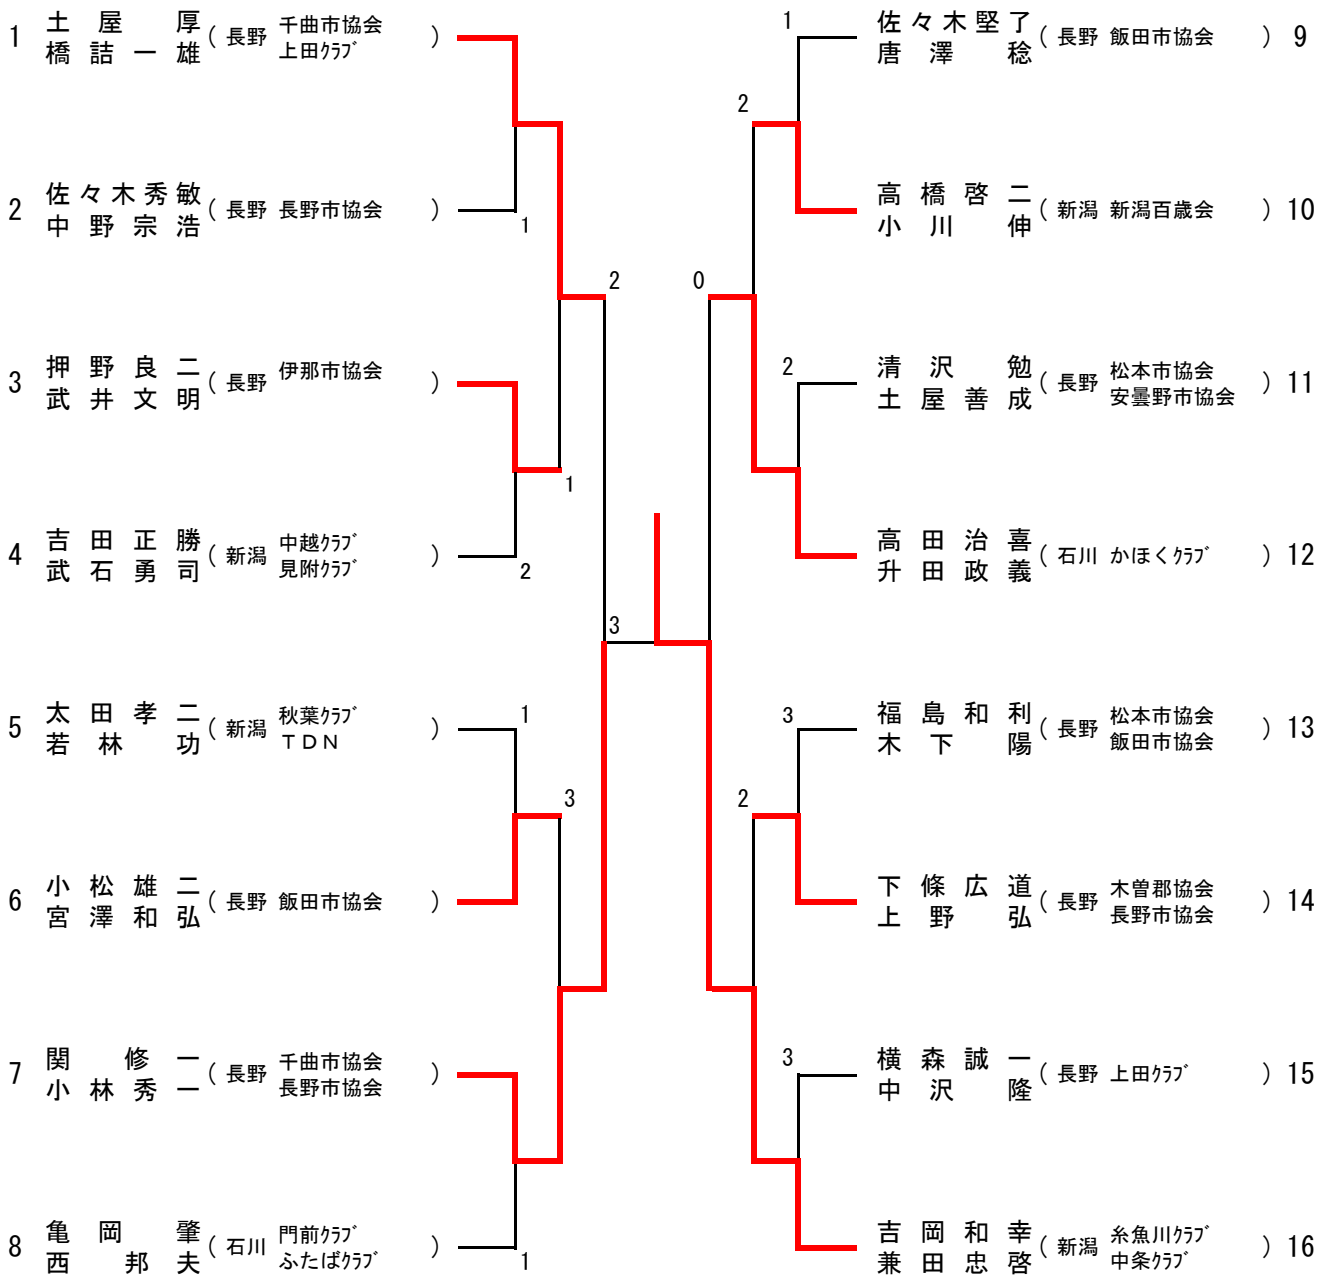 1 土屋厚 (長野 千曲市協会 )
橋詰一雄 上田ｸﾗﾌﾞ
1
2 佐々木秀敏 (長野 長野市協会 )
中野宗浩
2
3 押野良二 (長野 伊那市協会 )
武井文明
1
4 吉田正勝 (新潟 中越ｸﾗﾌﾞ )
武石勇司 見附ｸﾗﾌﾞ
2
3
5 太田孝二 (新潟 秋葉ｸﾗﾌﾞ )
若林功 ＴＤＮ
1
3
6 小松雄二 (長野 飯田市協会 )
宮澤和弘
7 関修一 (長野 千曲市協会 )
小林秀一 長野市協会
8 亀岡肇 (石川 門前ｸﾗﾌﾞ )
西邦夫 ふたばｸﾗﾌﾞ
1
1
佐々木堅了 (長野 飯田市協会 ) 9
唐澤稔
2
高橋啓二 (新潟 新潟百歳会 ) 10
小川伸
0
2
清沢勉 (長野 松本市協会 ) 11
土屋善成 安曇野市協会
高田治喜 (石川 かほくｸﾗﾌﾞ ) 12
升田政義
3
福島和利 (長野 松本市協会 ) 13
木下陽 飯田市協会
2
下條広道 (長野 木曽郡協会 ) 14
上野弘 長野市協会
3
横森誠一 (長野 上田ｸﾗﾌﾞ ) 15
中沢隆
吉岡和幸 (新潟 糸魚川ｸﾗﾌﾞ ) 16
兼田忠啓 中条ｸﾗﾌﾞ